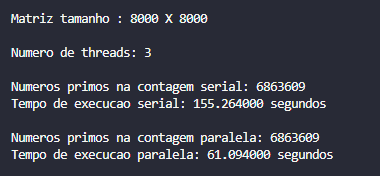 Matriz tamanho : 8000 X 8000
Numero de threads: 3
Numeros primos na contagem serial: 6863609
Tempo de execucao serial: 155.264000 segundos
Numeros primos na contagem paralela: 6863609
Tempo de execucao paralela: 61.094000 segundos